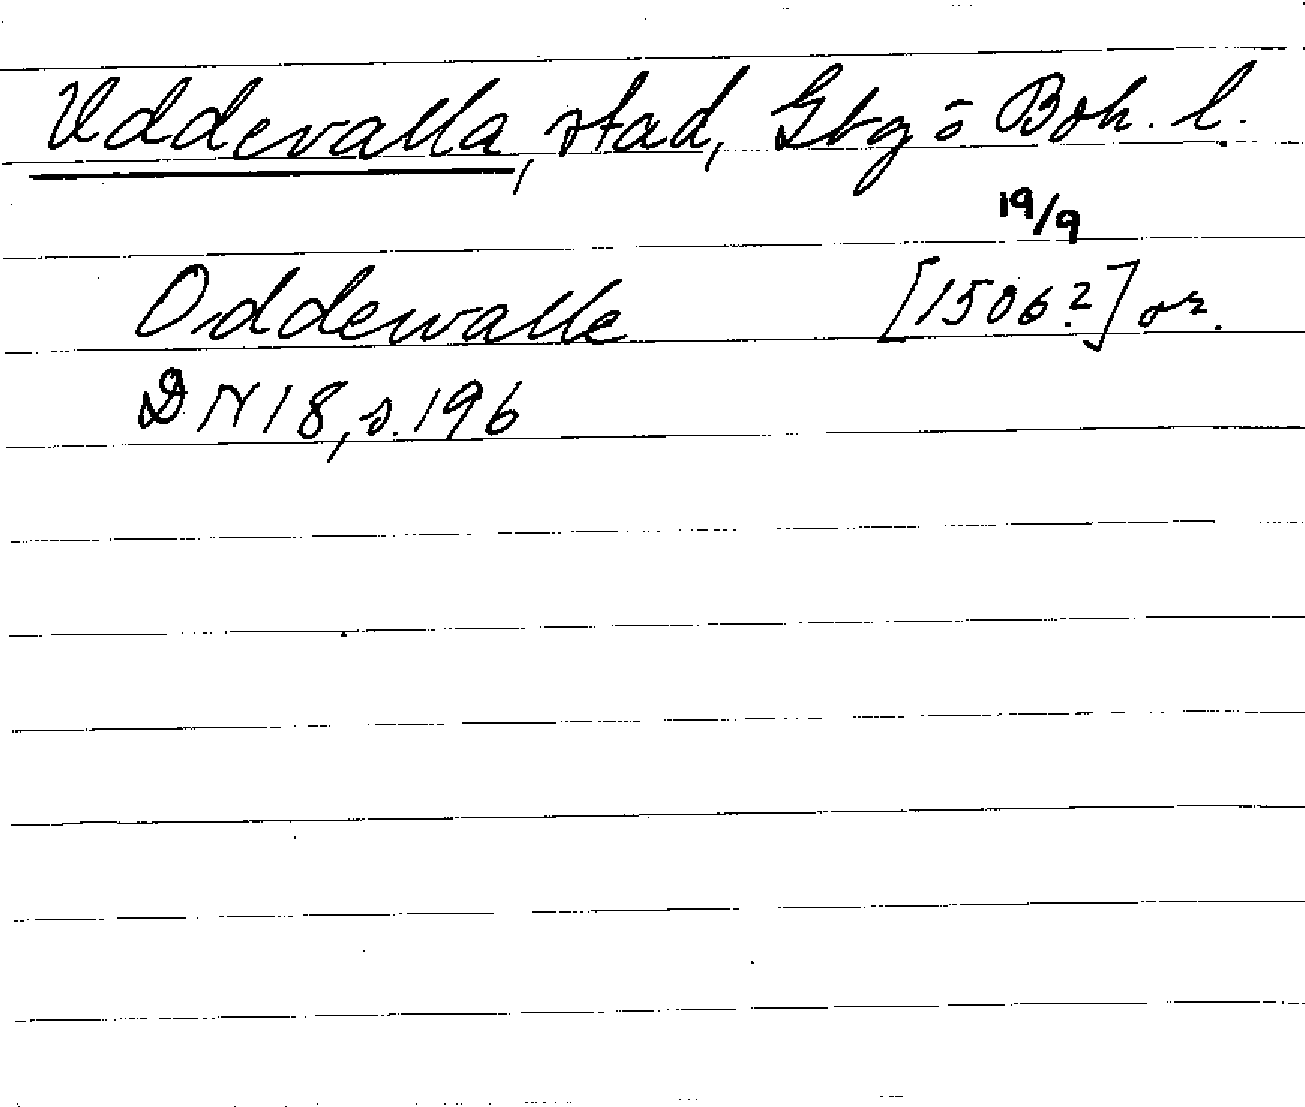 Uddevalla, stad, Gbg o Boh. l.
19/9
Oddewalle [1506?] or.
DN 18, s. 196